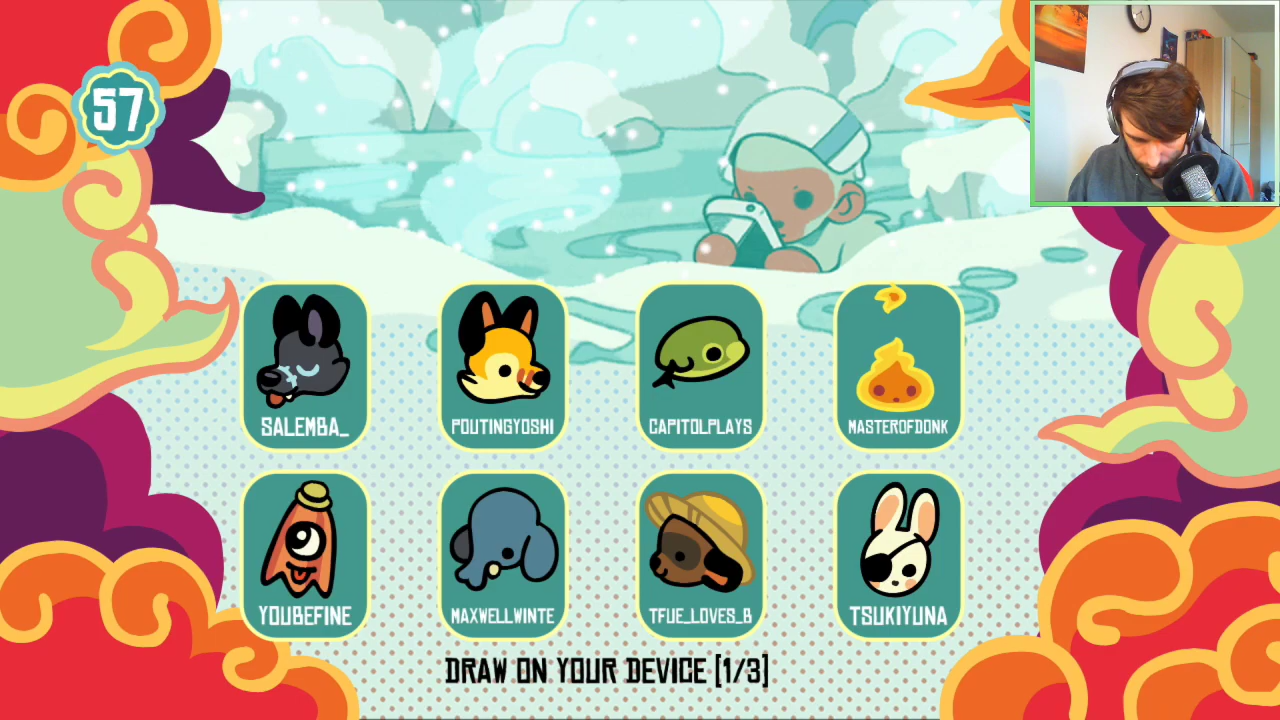 57
SALEMBA_
POUTINGYOSHI
CAPITOLPLAYS
MASTEROFDONK
YOUBEFINE
MAXWELLWINTE
TFUE_LOVES_B
TSUKIYUNA
DRAW ON YOUR DEVICE [1/3]